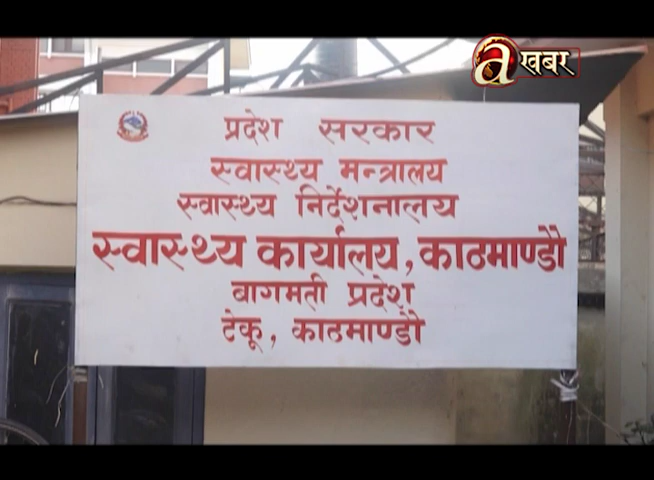 खबर
प्रदेश सरकार
स्वास्थ्य मन्त्रालय
स्वास्थ्य निर्देशनालय
स्वास्थ्य कार्यालय, काठमाण्डौ
बागमती प्रदेश
टेकू, काठमाण्डौ